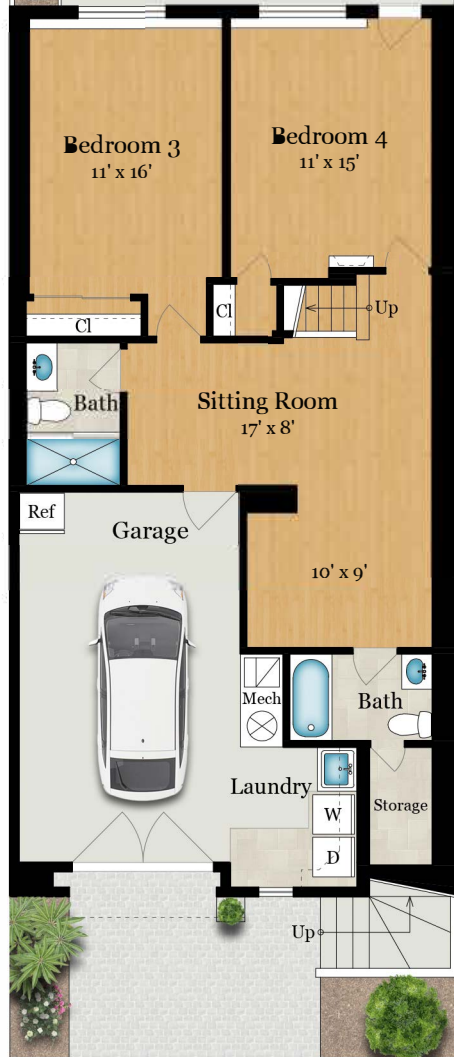 Bedroom 3
11' x 16'
Bedroom 4
11' x 15'
Cl
Cl
Up
Bath
Sitting Room
17' x 8'
Ref
Garage
10' x 9'
Mech
Bath
Laundry
W
D
Storage
Up